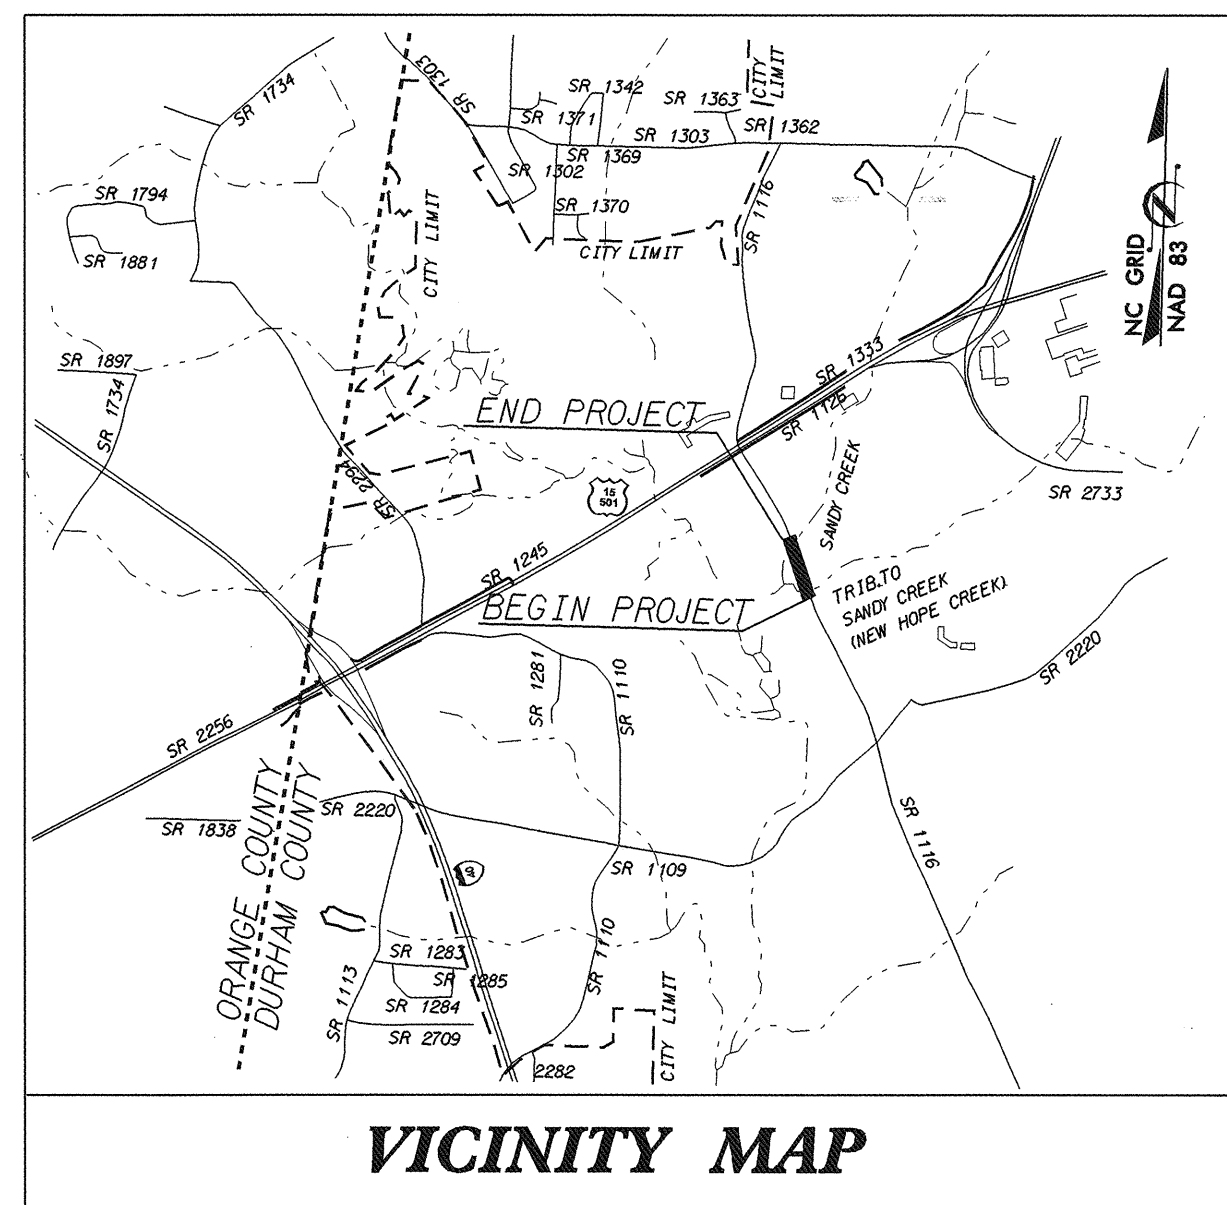 SR 1734
SR 1303
CITY
LIMIT
SR 1342
SR 1363
SR 1371
SR 1303
SR 1362
SR 1369
SR 1302
SR 1794
SR 1370
SR 1116
CITY LIMIT
CITY LIMIT
SR 1881
NC GRID
NAD 83
SR 1897
SR 1734
SR 1333
SR 1126
END PROJECT
SR 2294
15
501
SANDY CREEK
SR 2733
SR 1245
BEGIN PROJECT
TRIB.TO
SANDY CREEK
(NEW HOPE CREEK)
SR 2220
SR 1281
SR 1110
SR 2256
ORANGE COUNTY
DURHAM COUNTY
SR 2220
SR 1838
SR 1116
SR 1109
SR 1110
SR 1283
SR 1285
SR 1284
SR 1113
SR 2709
CITY LIMIT
2282
VICINITY MAP